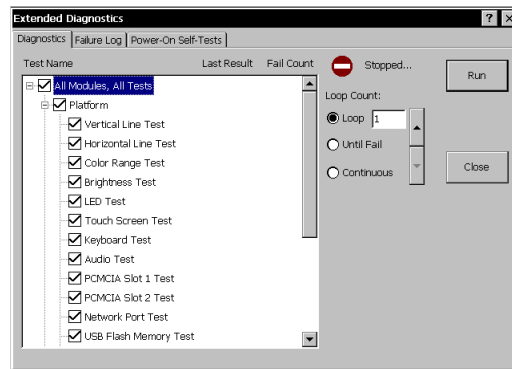 Extended Diagnostics ? ×
Diagnostics Failure Log Power-On Self-Tests
Test Name Last Result Fail Count Stopped... Run
All Modules, All Tests
Loop Count:
Platform
Vertical Line Test Loop 1
Horizontal Line Test
Color Range Test Until Fail
Brightness Test Continuous Close
LED Test
Touch Screen Test
Keyboard Test
Audio Test
PCMCIA Slot 1 Test
PCMCIA Slot 2 Test
Network Port Test
USB Flash Memory Test